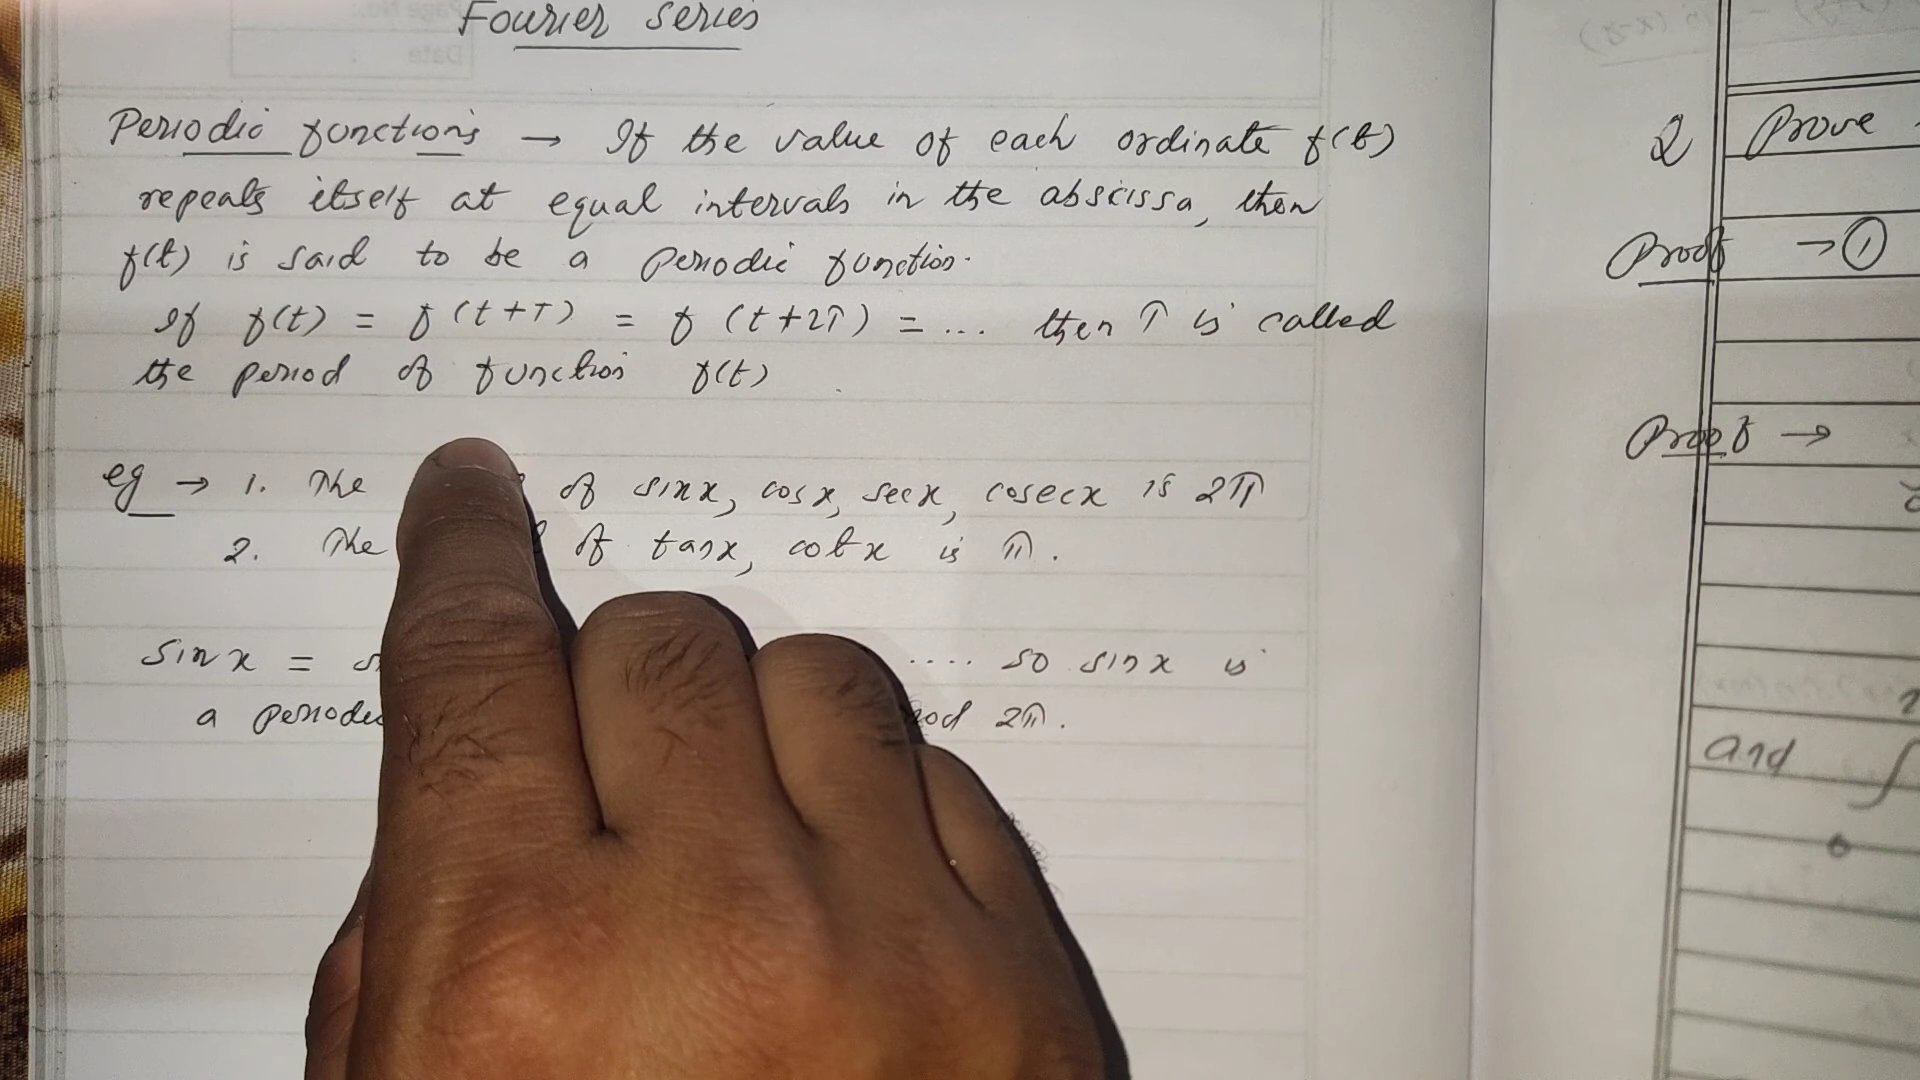 Fourier series
Periodic functions → If the value of each ordinate f(t)
repeats itself at equal intervals in the abscissa, then
f(t) is said to be a periodic function.
If f(t) = f(t+T) = f(t+2T) = ... then T is called
the period of function f(t)
eg → 1. The of sinx, cosx, secx, cosecx is 2π
2. The of tanx, cotx is π.
sinx = .... so sinx is
a 2π.
2 Prove
Proof → ①
Proof →
and ∫